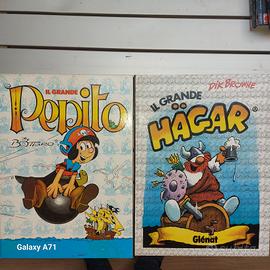 IL GRANDE
Pepito
BOTTARO
Galaxy A71
IL GRANDE
DIK BROWNE
HÄGAR
Glénat